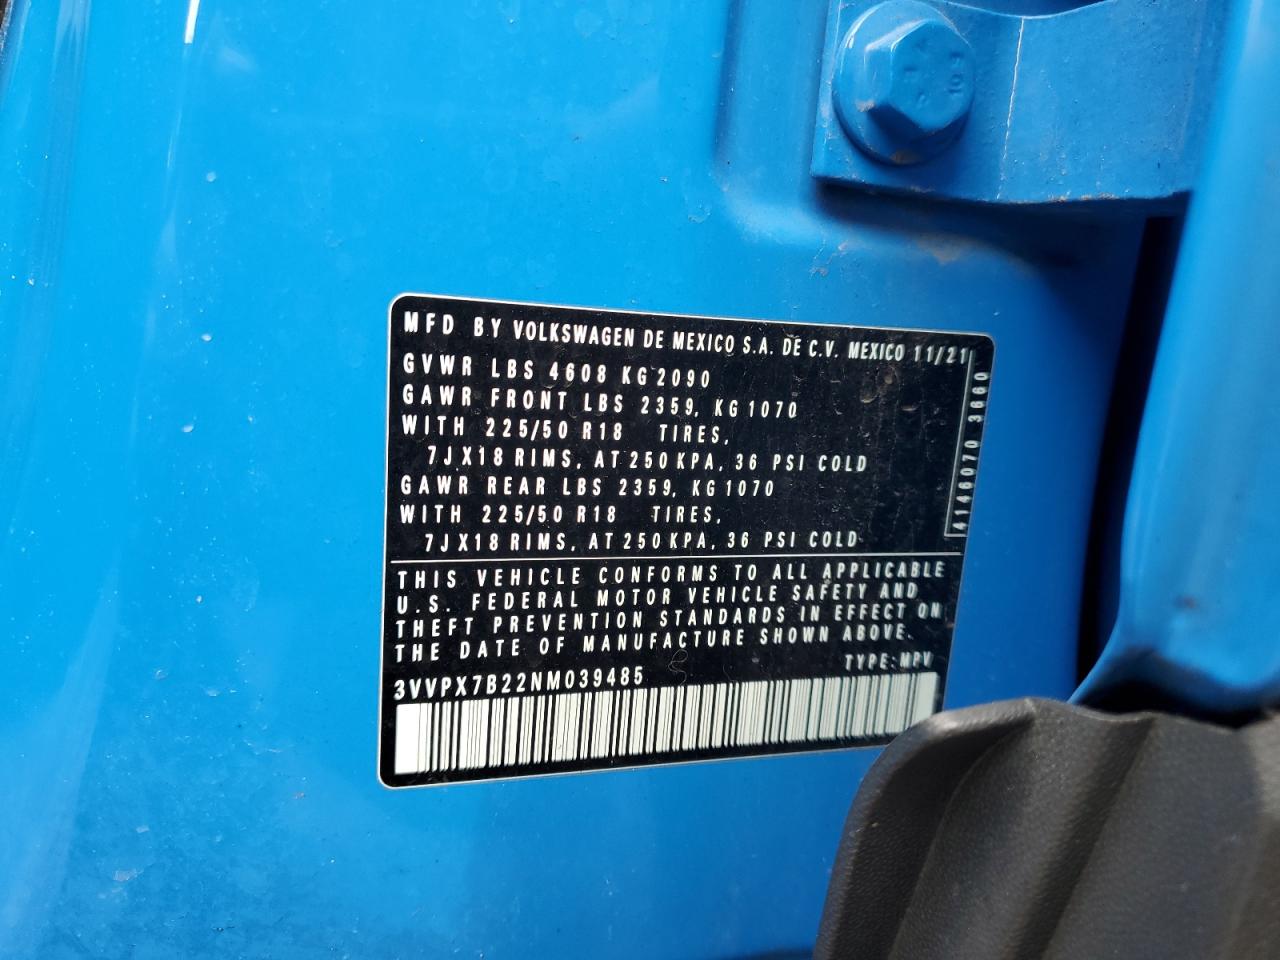 MFD BY VOLKSWAGEN DE MEXICO S.A. DE C.V. MEXICO 11/21
GVWR LBS 4608 KG 2090
GAWR FRONT LBS 2359, KG 1070
WITH 225/50 R18 TIRES,
7JX18 RIMS, AT 250 KPA, 36 PSI COLD
GAWR REAR LBS 2359, KG 1070
WITH 225/50 R18 TIRES,
7JX18 RIMS, AT 250 KPA, 36 PSI COLD
4146070 3660
THIS VEHICLE CONFORMS TO ALL APPLICABLE
U.S. FEDERAL MOTOR VEHICLE SAFETY AND
THEFT PREVENTION STANDARDS IN EFFECT ON
THE DATE OF MANUFACTURE SHOWN ABOVE.
3VVPX7B22NM039485 TYPE:MPV